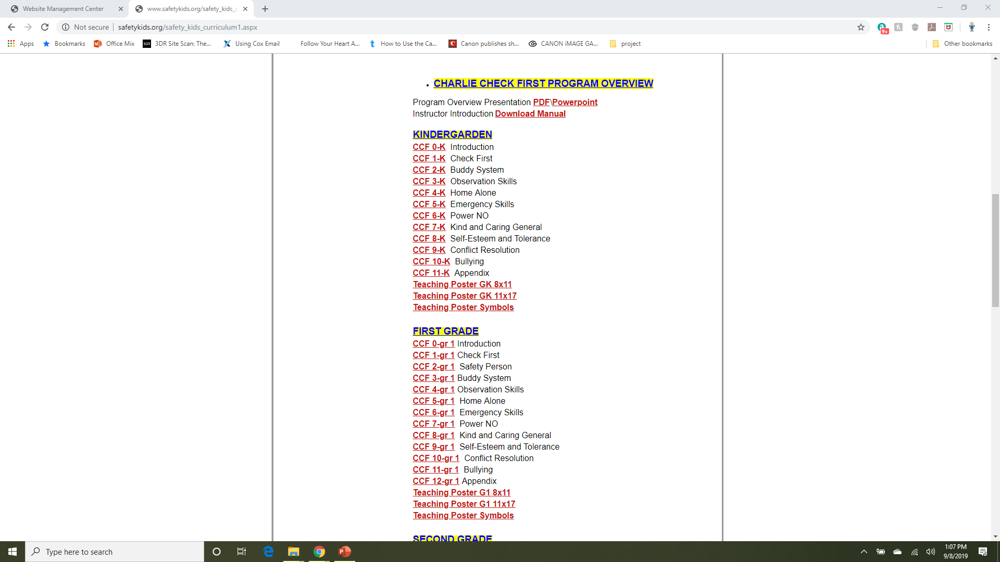 Website Management Center
www.safetykids.org/safety_kids_c
Not secure
safetykids.org/safety_kids_curriculum1.aspx
9+
Apps
Bookmarks
Office Mix
3DR Site Scan: The...
Using Cox Email
Follow Your Heart A...
How to Use the Ca...
Canon publishes sh...
CANON iMAGE GA...
project
Other bookmarks
• CHARLIE CHECK FIRST PROGRAM OVERVIEW
Program Overview Presentation PDF\Powerpoint
Instructor Introduction Download Manual
KINDERGARDEN
CCF 0-K Introduction
CCF 1-K Check First
CCF 2-K Buddy System
CCF 3-K Observation Skills
CCF 4-K Home Alone
CCF 5-K Emergency Skills
CCF 6-K Power NO
CCF 7-K Kind and Caring General
CCF 8-K Self-Esteem and Tolerance
CCF 9-K Conflict Resolution
CCF 10-K Bullying
CCF 11-K Appendix
Teaching Poster GK 8x11
Teaching Poster GK 11x17
Teaching Poster Symbols
FIRST GRADE
CCF 0-gr 1 Introduction
CCF 1-gr 1 Check First
CCF 2-gr 1 Safety Person
CCF 3-gr 1 Buddy System
CCF 4-gr 1 Observation Skills
CCF 5-gr 1 Home Alone
CCF 6-gr 1 Emergency Skills
CCF 7-gr 1 Power NO
CCF 8-gr 1 Kind and Caring General
CCF 9-gr 1 Self-Esteem and Tolerance
CCF 10-gr 1 Conflict Resolution
CCF 11-gr 1 Bullying
CCF 12-gr 1 Appendix
Teaching Poster G1 8x11
Teaching Poster G1 11x17
Teaching Poster Symbols
SECOND GRADE
Type here to search
1:07 PM
9/8/2019